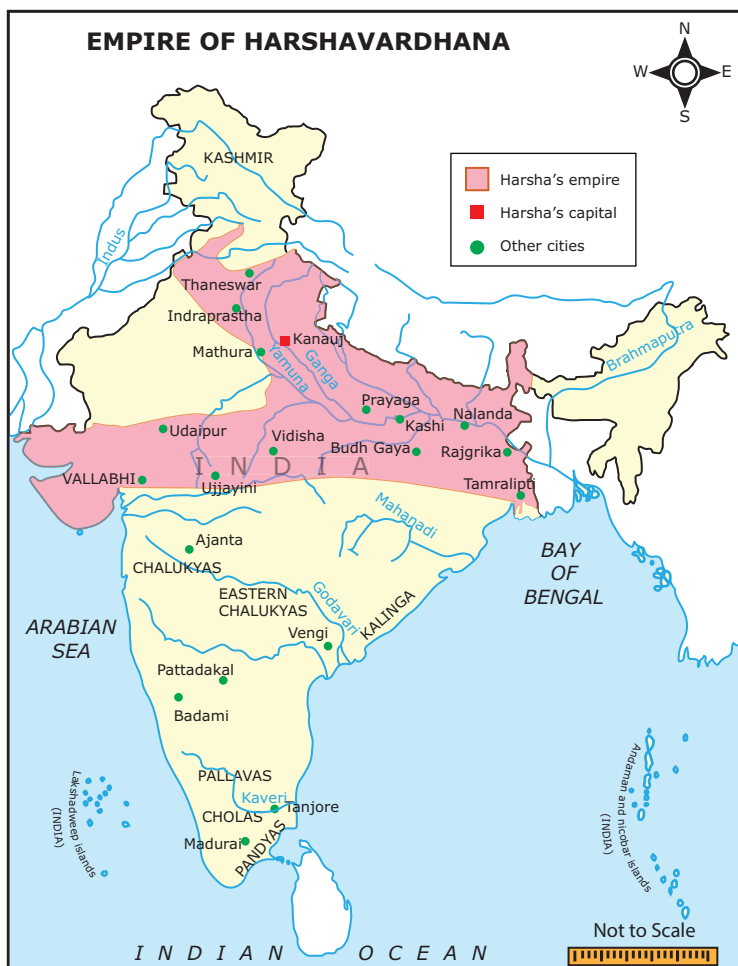 EMPIRE OF HARSHAVARDHANA
N
W
E
S
KASHMIR
Harsha's empire
Harsha's capital
Other cities
Indus
Thaneswar
Indraprastha
Kanauj
Mathura
Yamuna
Ganga
Brahmaputra
Prayaga
Kashi
Nalanda
Udaipur
Vidisha
Budh Gaya
Rajgrika
INDIA
VALLABHI
Ujjayini
Tamralipti
Mahanadi
Ajanta
CHALUKYAS
BAY
OF
BENGAL
EASTERN
CHALUKYAS
Godavari
KALINGA
ARABIAN
SEA
Vengi
Pattadakal
Badami
PALLAVAS
Kaveri
Tanjore
CHOLAS
Madurai
PANDYAS
Lakshadweep islands
(INDIA)
Andaman and nicobar islands
(INDIA)
Not to Scale
INDIAN OCEAN